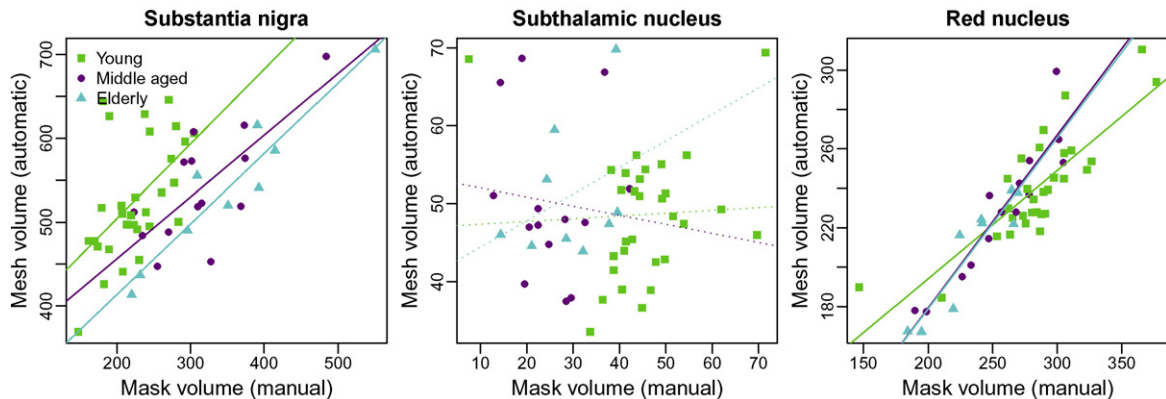 Substantia nigra
Mesh volume (automatic)
400 500 600 700
Young
Middle aged
Elderly
200 300 400 500
Mask volume (manual)
Subthalamic nucleus
Mesh volume (automatic)
40 50 60 70
10 20 30 40 50 60 70
Mask volume (manual)
Red nucleus
Mesh volume (automatic)
180 220 260 300
150 200 250 300 350
Mask volume (manual)